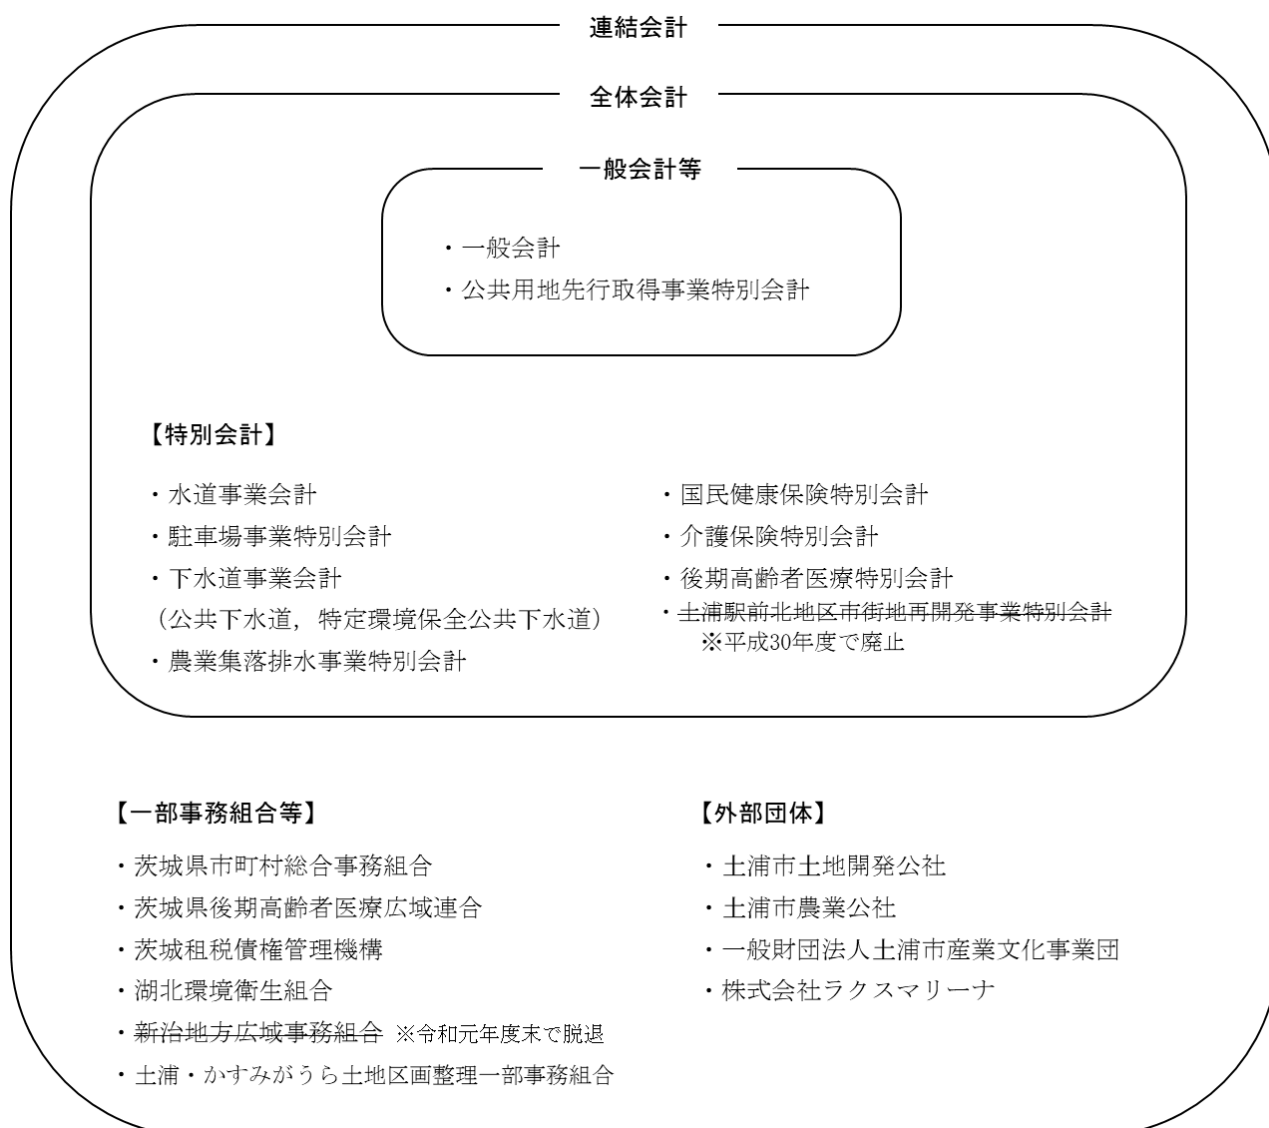 連結会計
全体会計
一般会計等
・一般会計
・公共用地先行取得事業特別会計
【特別会計】
・水道事業会計
・駐車場事業特別会計
・下水道事業会計
（公共下水道，特定環境保全公共下水道）
・農業集落排水事業特別会計
・国民健康保険特別会計
・介護保険特別会計
・後期高齢者医療特別会計
・土浦駅前北地区市街地再開発事業特別会計
※平成30年度で廃止
【一部事務組合等】
・茨城県市町村総合事務組合
・茨城県後期高齢者医療広域連合
・茨城租税債権管理機構
・湖北環境衛生組合
・新治地方広域事務組合 ※令和元年度末で脱退
・土浦・かすみがうら土地区画整理一部事務組合
【外部団体】
・土浦市土地開発公社
・土浦市農業公社
・一般財団法人土浦市産業文化事業団
・株式会社ラクスマリーナ